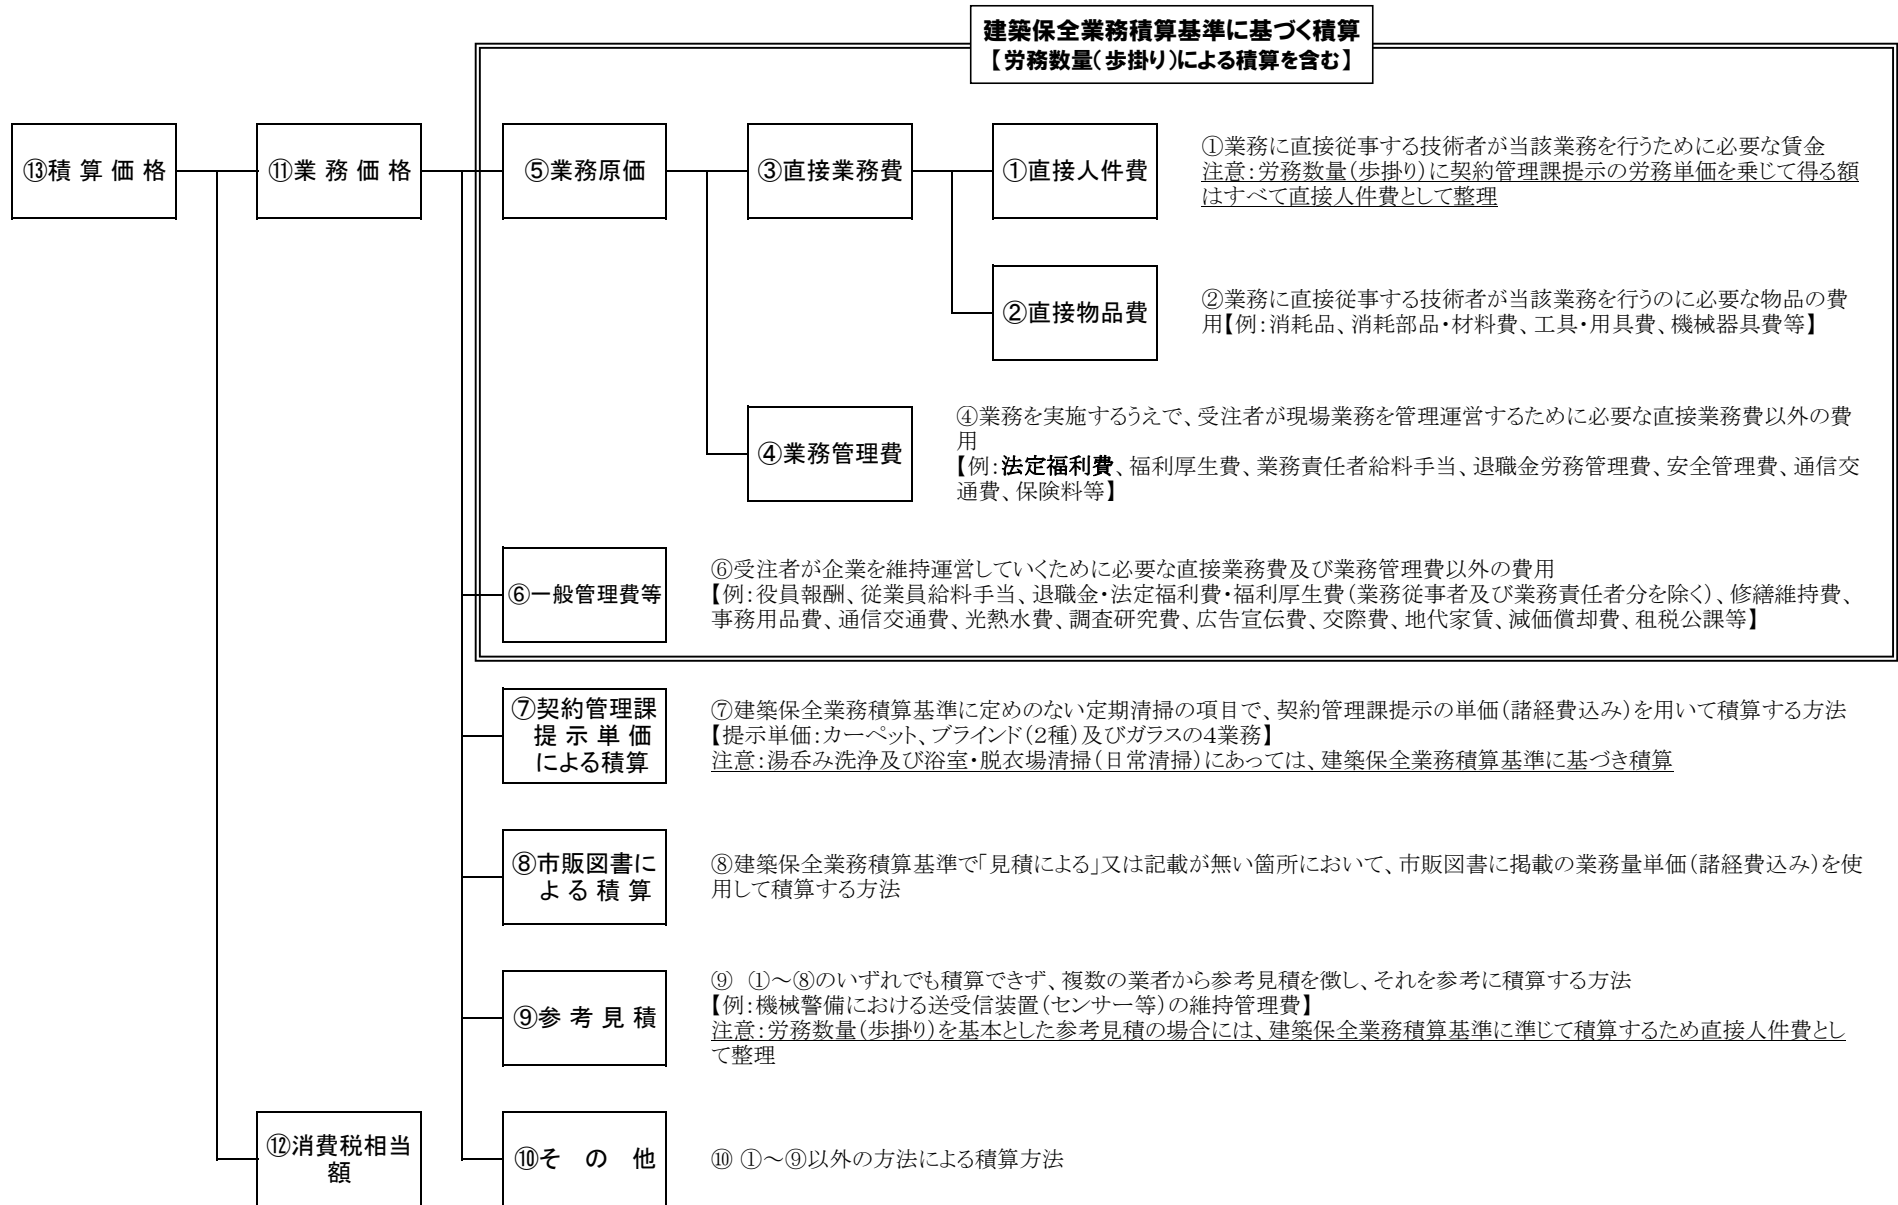 建築保全業務積算基準に基づく積算
【労務数量(歩掛り)による積算を含む】
⑬積算価格
⑪業務価格
⑤業務原価
③直接業務費
①直接人件費
①業務に直接従事する技術者が当該業務を行うために必要な賃金
注意:労務数量(歩掛り)に契約管理課提示の労務単価を乗じて得る額
はすべて直接人件費として整理
②直接物品費
②業務に直接従事する技術者が当該業務を行うのに必要な物品の費
用【例:消耗品、消耗部品・材料費、工具・用具費、機械器具費等】
④業務管理費
④業務を実施するうえで、受注者が現場業務を管理運営するために必要な直接業務費以外の費
用
【例:法定福利費、福利厚生費、業務責任者給料手当、退職金労務管理費、安全管理費、通信交
通費、保険料等】
⑥一般管理費等
⑥受注者が企業を維持運営していくために必要な直接業務費及び業務管理費以外の費用
【例:役員報酬、従業員給料手当、退職金・法定福利費・福利厚生費(業務従事者及び業務責任者分を除く)、修繕維持費、
事務用品費、通信交通費、光熱水費、調査研究費、広告宣伝費、交際費、地代家賃、減価償却費、租税公課等】
⑦契約管理課
提示単価
による積算
⑦建築保全業務積算基準に定めのない定期清掃の項目で、契約管理課提示の単価(諸経費込み)を用いて積算する方法
【提示単価:カーペット、ブラインド(2種)及びガラスの4業務】
注意:湯呑み洗浄及び浴室・脱衣場清掃(日常清掃)にあっては、建築保全業務積算基準に基づき積算
⑧市販図書に
よる積算
⑧建築保全業務積算基準で「見積による」又は記載が無い箇所において、市販図書に掲載の業務量単価(諸経費込み)を使
用して積算する方法
⑨参考見積
⑨ ①~⑧のいずれでも積算できず、複数の業者から参考見積を徴し、それを参考に積算する方法
【例:機械警備における送受信装置(センサー等)の維持管理費】
注意:労務数量(歩掛り)を基本とした参考見積の場合には、建築保全業務積算基準に準じて積算するため直接人件費とし
て整理
⑫消費税相当
額
⑩その他
⑩ ①~⑨以外の方法による積算方法